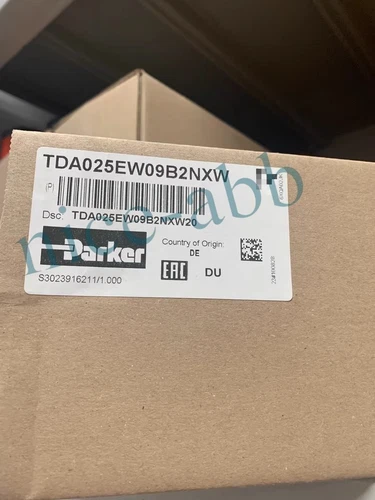 TDA025EW09B2NXW
(P)
Dsc. TDA025EW09B2NXW20
Parker
Country of Origin:
DE
EAC
DU
S3023916211/1.000
nice-abb